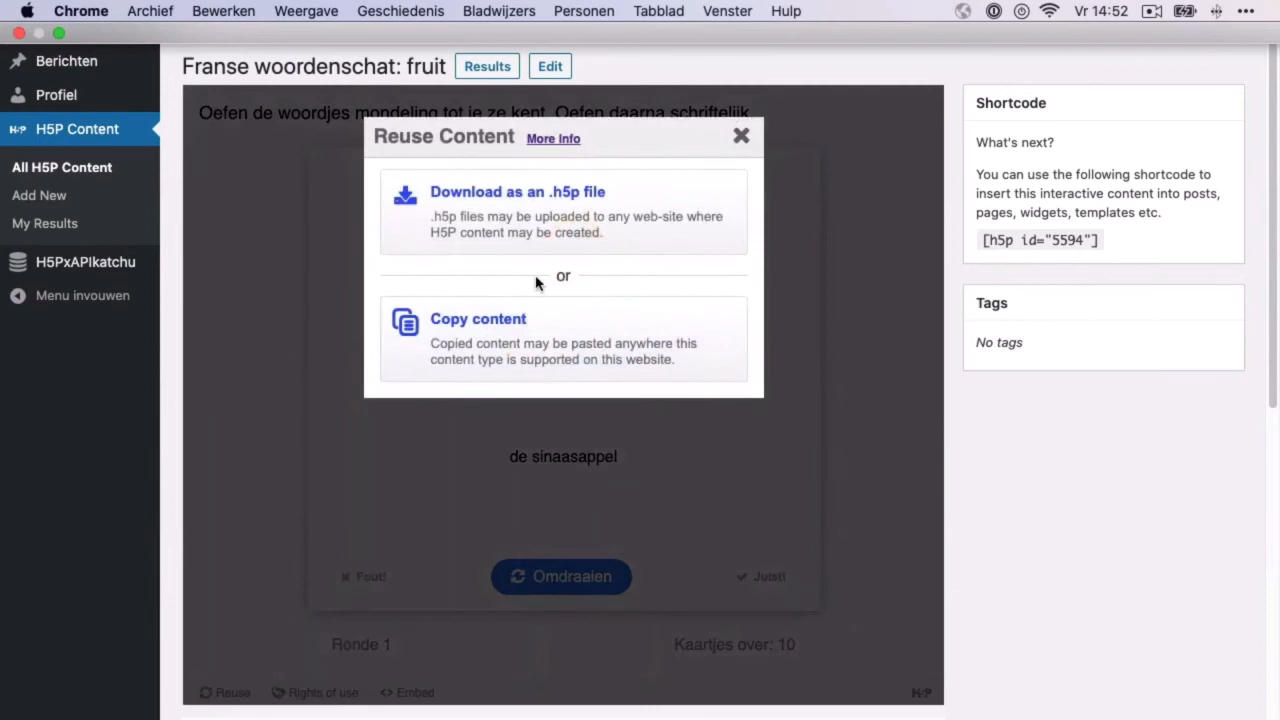 Chrome Archief Bewerken Weergave Geschiedenis Bladwijzers Personen Tabblad Venster Hulp Vr 14:52
Berichten
Profiel
H5P H5P Content
All H5P Content
Add New
My Results
H5PxAPIkatchu
Menu invouwen
Franse woordenschat: fruit Results Edit
Oefen de woordjes mondeling tot je ze kent. Oefen daarna schriftelijk.
Reuse Content More Info
Download as an .h5p file
.h5p files may be uploaded to any web-site where
H5P content may be created.
or
Copy content
Copied content may be pasted anywhere this
content type is supported on this website.
de sinaasappel
Fout! Omdraaien Juist!
Ronde 1 Kaartjes over: 10
Reuse Rights of use <> Embed H5P
Shortcode
What's next?
You can use the following shortcode to
insert this interactive content into posts,
pages, widgets, templates etc.
[h5p id="5594"]
Tags
No tags